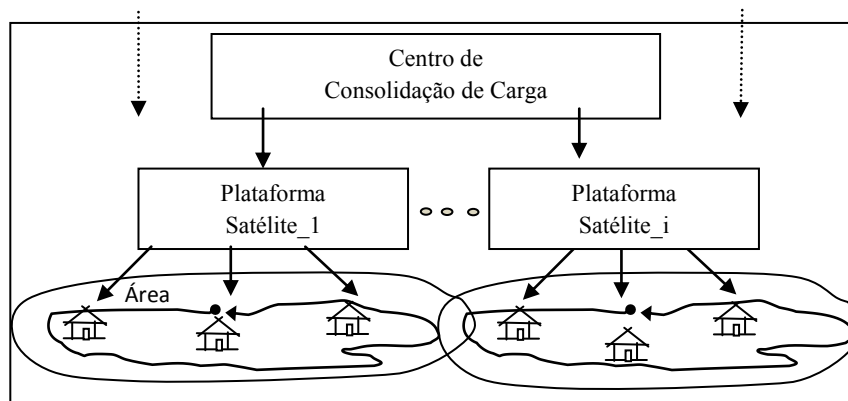 Centro de
Consolidação de Carga
Plataforma
Satélite_1
Plataforma
Satélite_i
Área